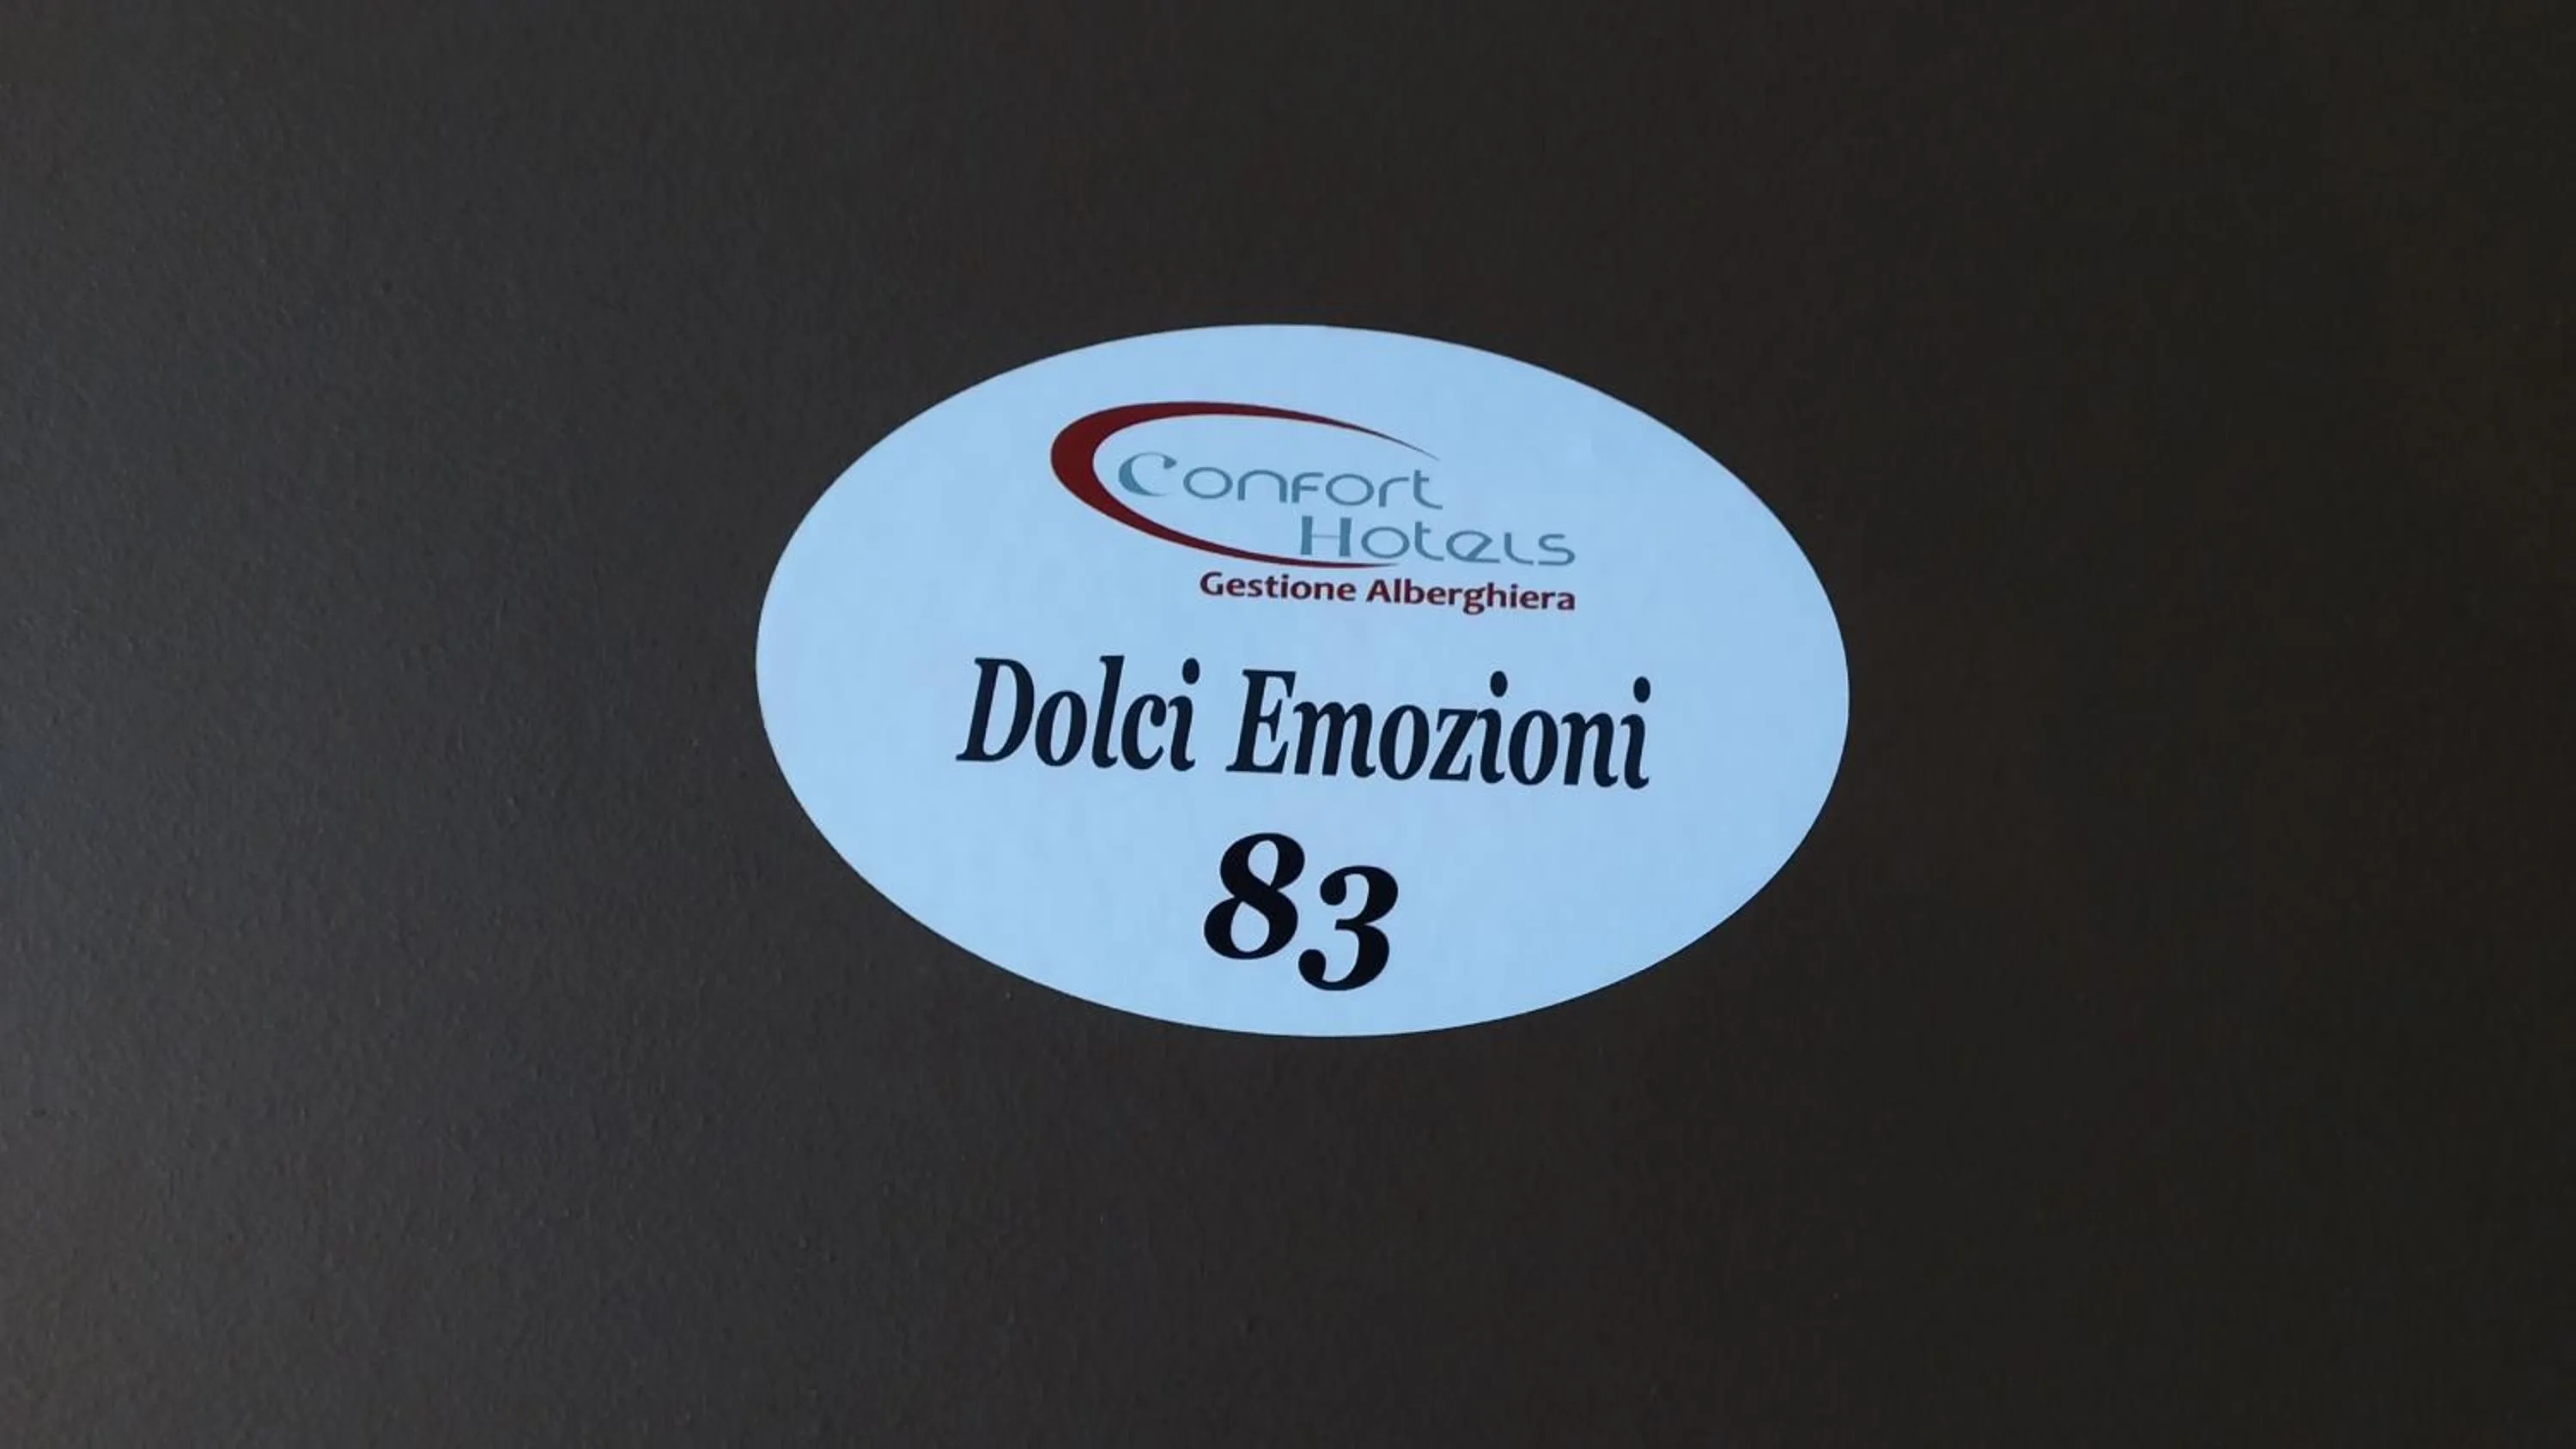 Confort
Hotels
Gestione Alberghiera
Dolci Emozioni
83